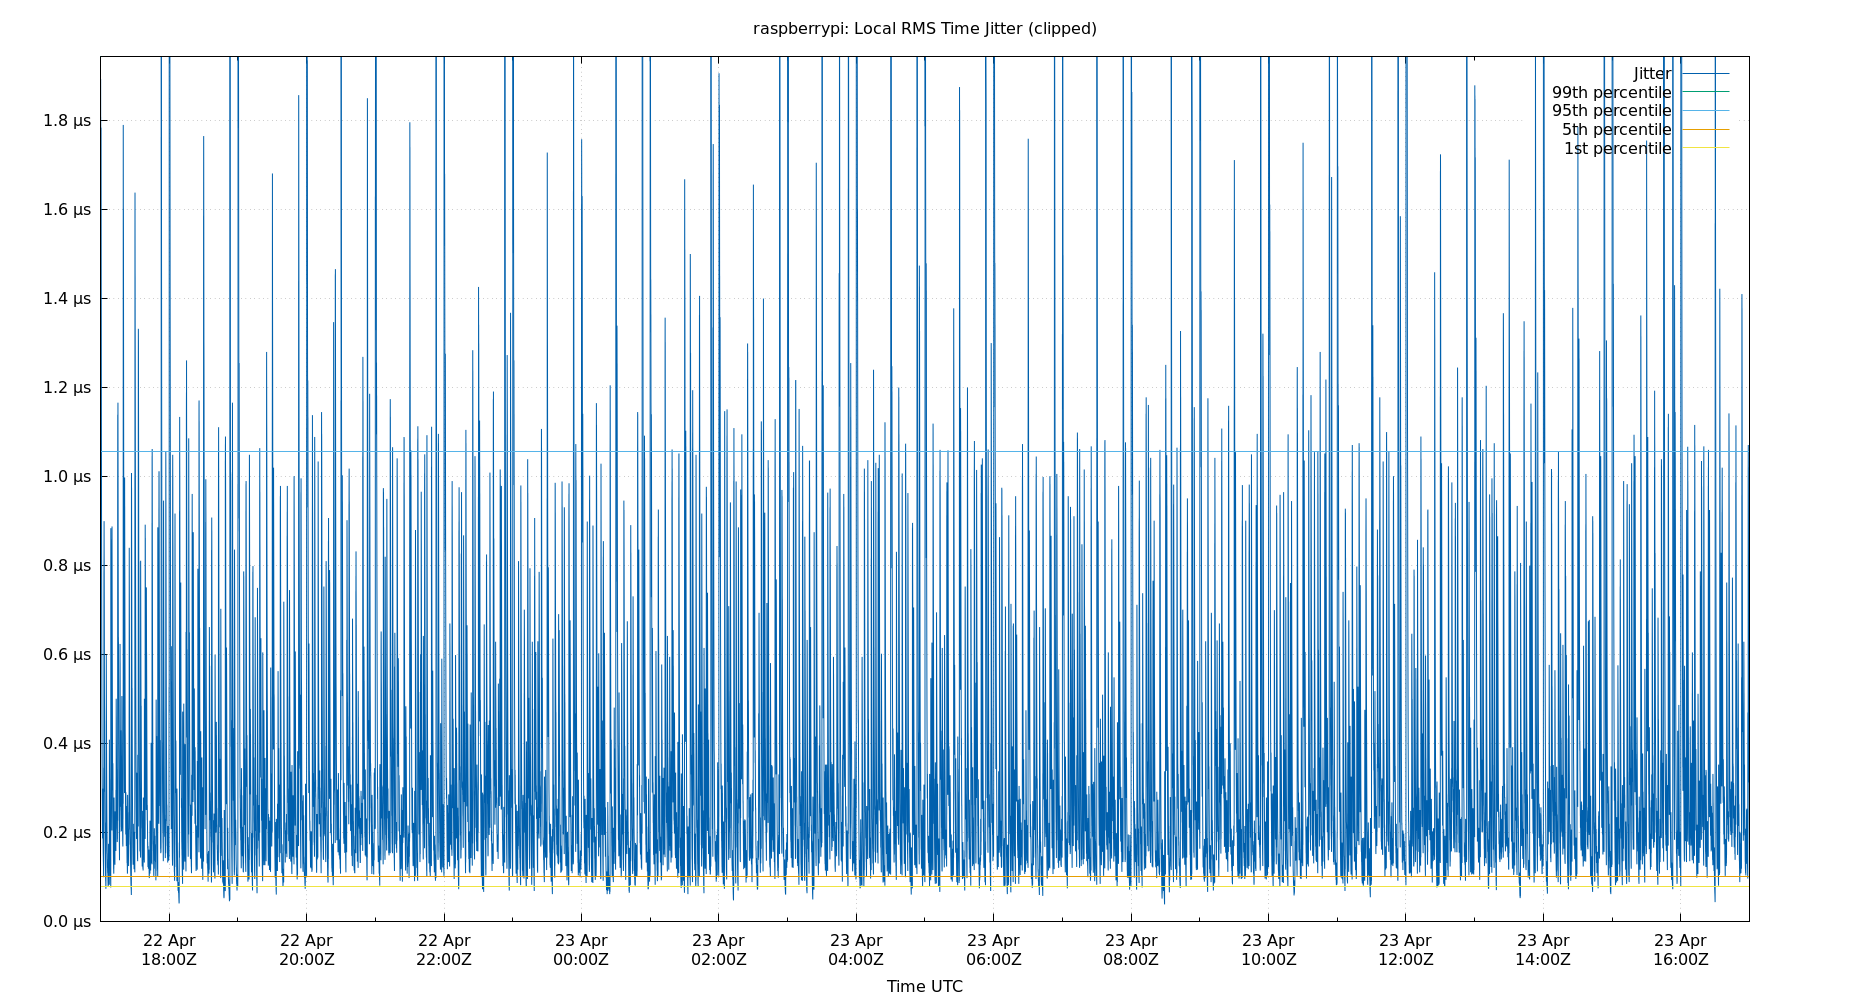 raspberrypi: Local RMS Time Jitter (clipped)
Jitter
99th percentile
95th percentile
5th percentile
1st percentile
1.8 µs
1.6 µs
1.4 µs
1.2 µs
1.0 µs
0.8 µs
0.6 µs
0.4 µs
0.2 µs
0.0 µs
22 Apr 22 Apr 22 Apr 23 Apr 23 Apr 23 Apr 23 Apr 23 Apr 23 Apr 23 Apr 23 Apr 23 Apr
18:00Z 20:00Z 22:00Z 00:00Z 02:00Z 04:00Z 06:00Z 08:00Z 10:00Z 12:00Z 14:00Z 16:00Z
Time UTC